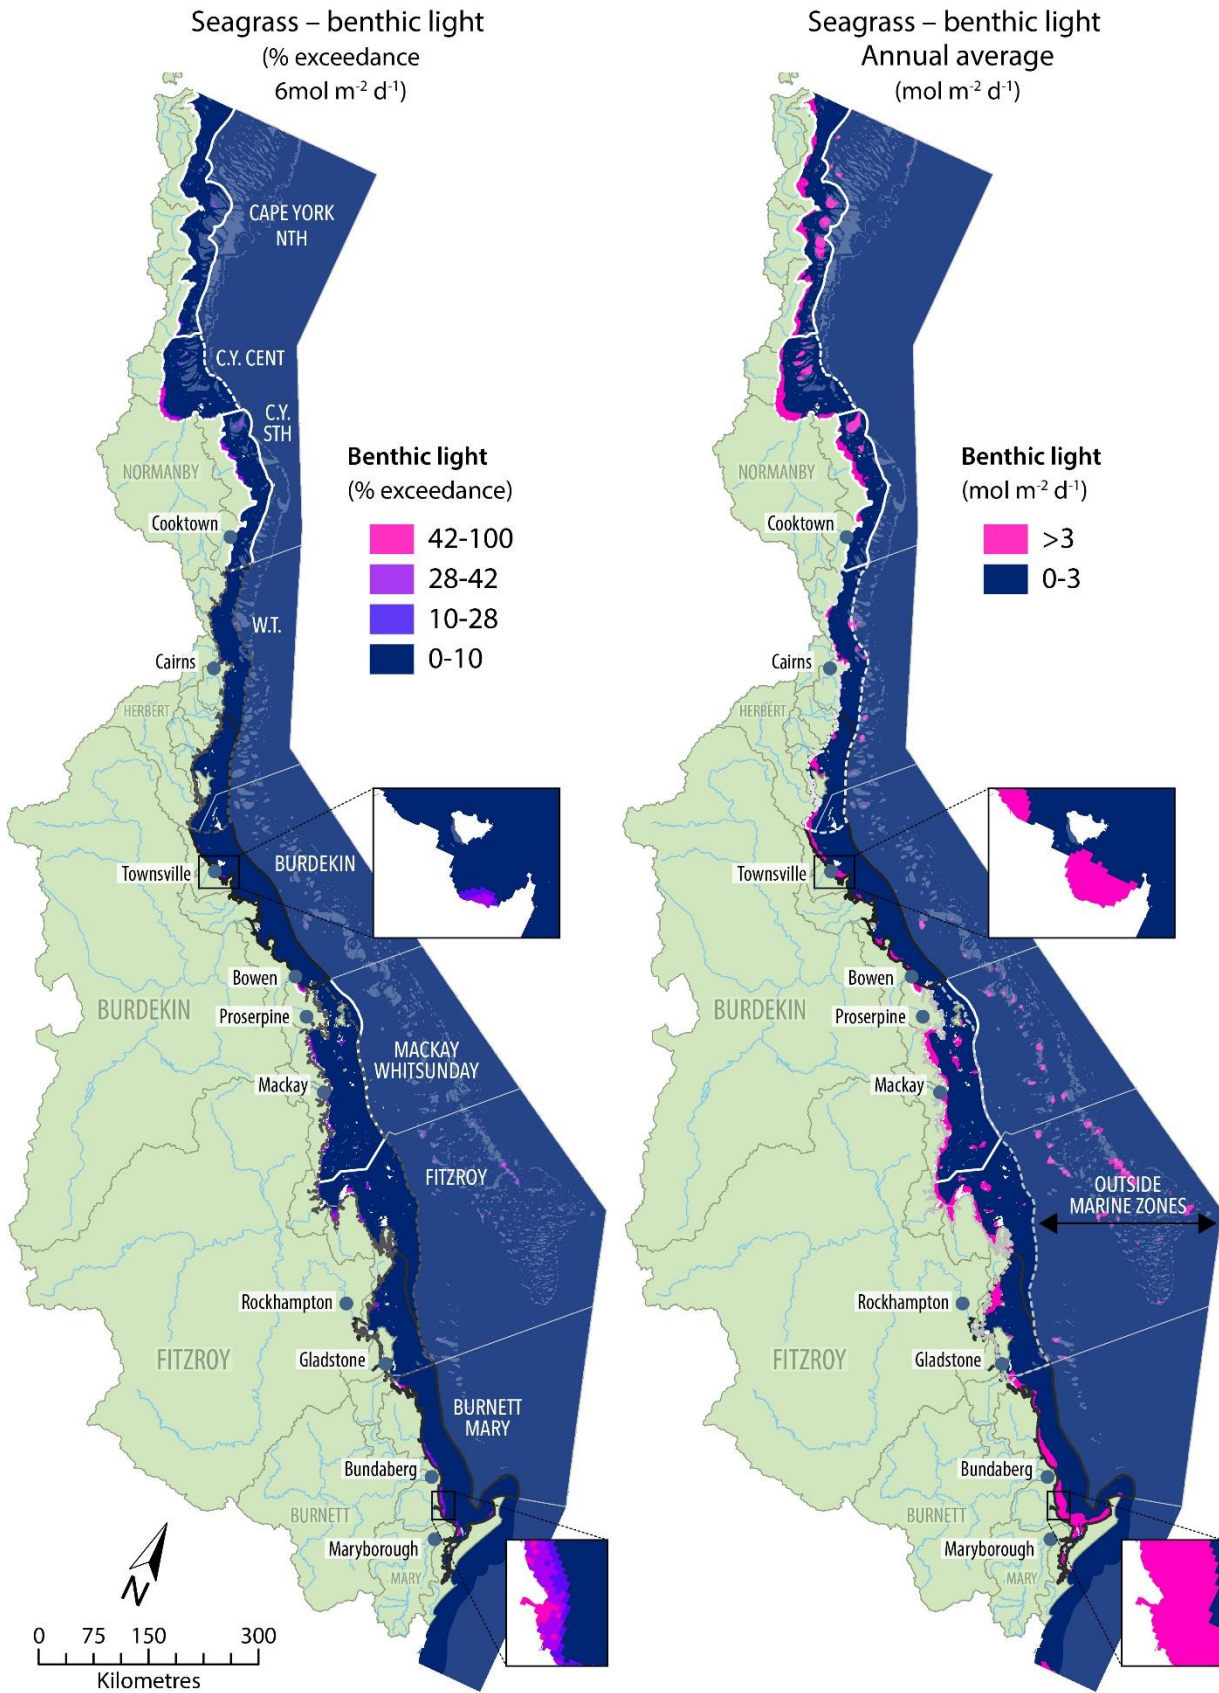 Seagrass – benthic light
(% exceedance
6mol m⁻² d⁻¹)
CAPE YORK
NTH
C.Y. CENT
C.Y.
STH
NORMANBY
Cooktown
W.T.
Cairns
HERBERT
Benthic light
(% exceedance)
42-100
28-42
10-28
0-10
Townsville
BURDEKIN
Bowen
BURDEKIN
Proserpine
MACKAY
WHITSUNDAY
Mackay
FITZROY
Rockhampton
FITZROY
Gladstone
BURNETT
MARY
Bundaberg
BURNETT
Maryborough
MARY
N
0 75 150 300
Kilometres
Seagrass – benthic light
Annual average
(mol m⁻² d⁻¹)
NORMANBY
Cooktown
Benthic light
(mol m⁻² d⁻¹)
>3
0-3
Cairns
HERBERT
Townsville
Bowen
BURDEKIN
Proserpine
Mackay
OUTSIDE
MARINE ZONES
Rockhampton
FITZROY
Gladstone
Bundaberg
BURNETT
Maryborough
MARY